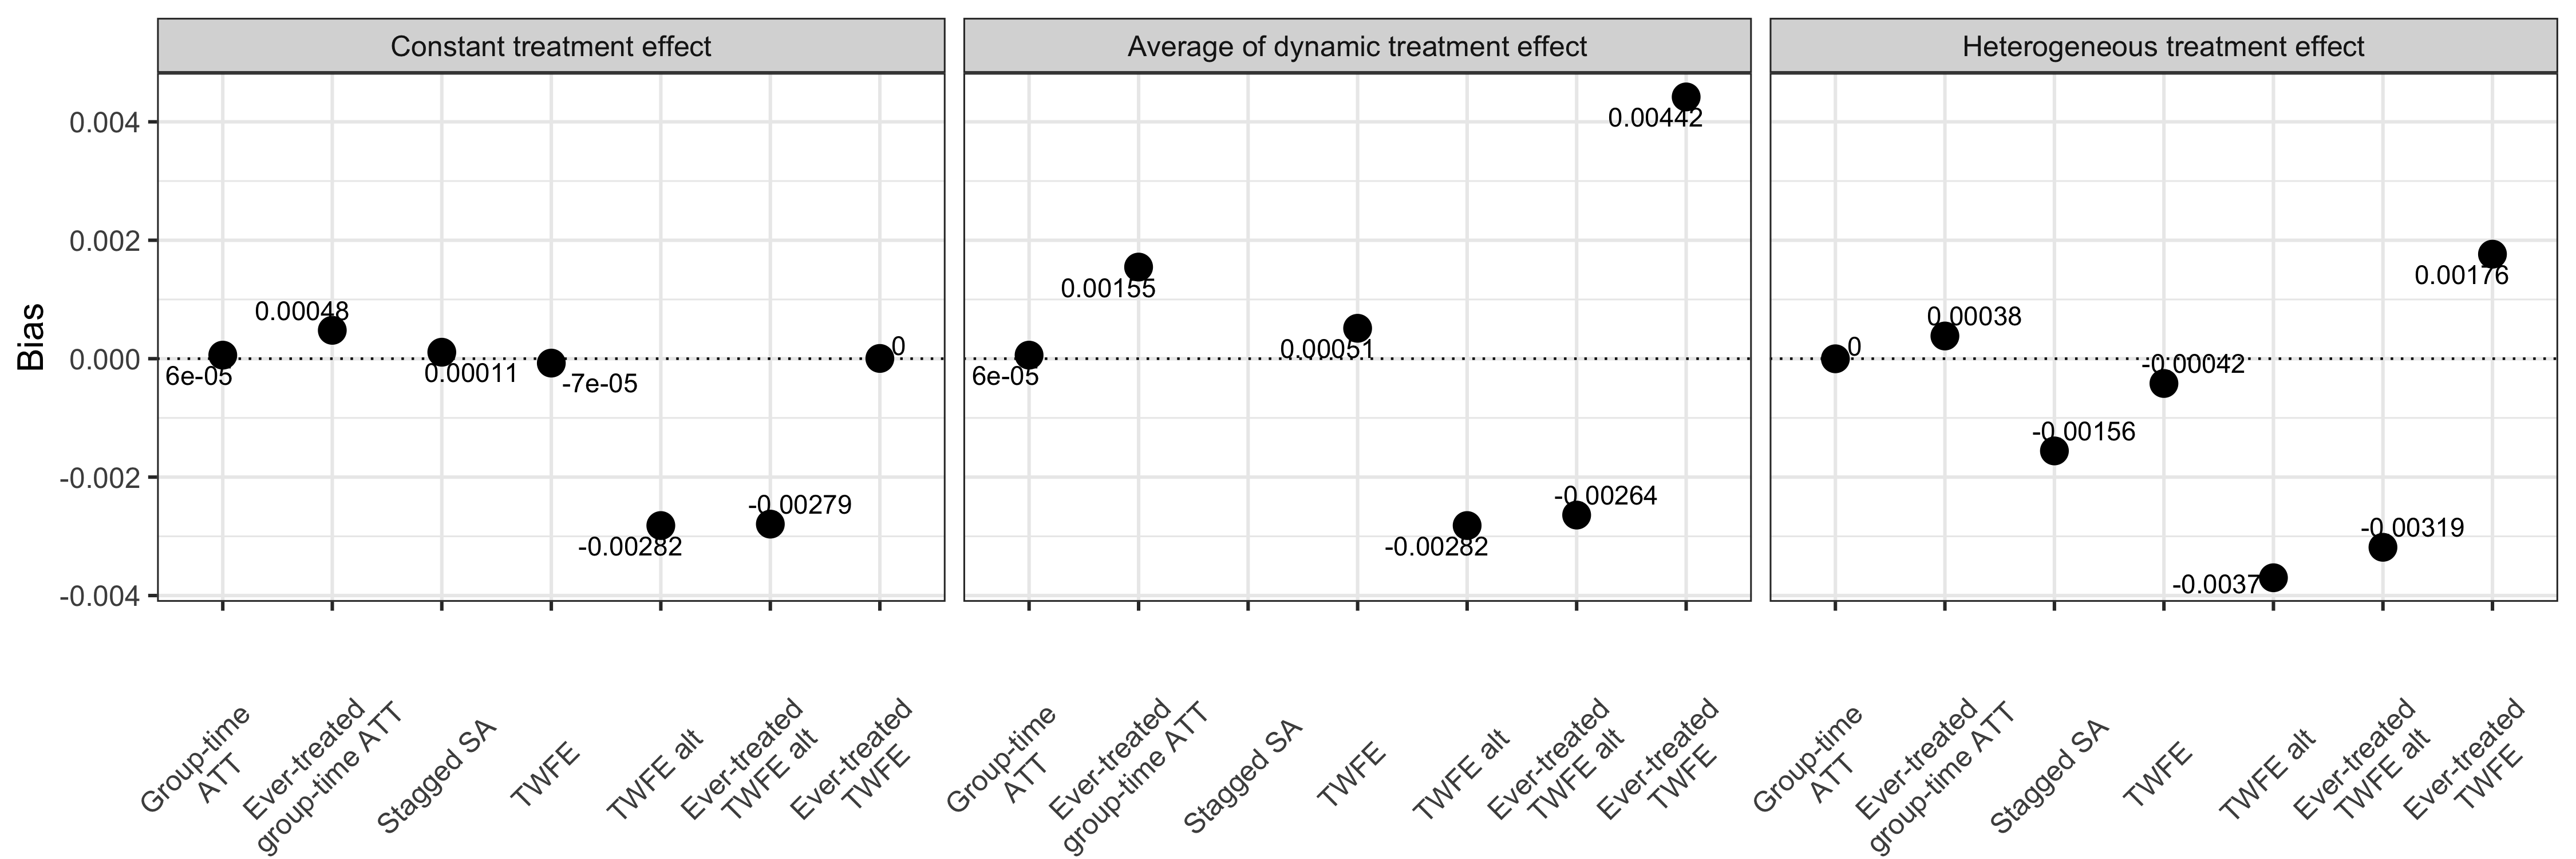 Constant treatment effect
Average of dynamic treatment effect
Heterogeneous treatment effect
Bias
0.004
0.002
0.000
-0.002
-0.004
6e-05
0.00048
0.00011
-7e-05
-0.00282
-0.00279
0
6e-05
0.00155
0.00051
-0.00282
-0.00264
0.00442
0
0.00038
-0.00156
-0.00042
-0.0037
-0.00319
0.00176
Group-time
ATT
Ever-treated
group-time ATT
Stagged SA
TWFE
TWFE alt
Ever-treated
TWFE alt
Ever-treated
TWFE
Group-time
ATT
Ever-treated
group-time ATT
Stagged SA
TWFE
TWFE alt
Ever-treated
TWFE alt
Ever-treated
TWFE
Group-time
ATT
Ever-treated
group-time ATT
Stagged SA
TWFE
TWFE alt
Ever-treated
TWFE alt
Ever-treated
TWFE